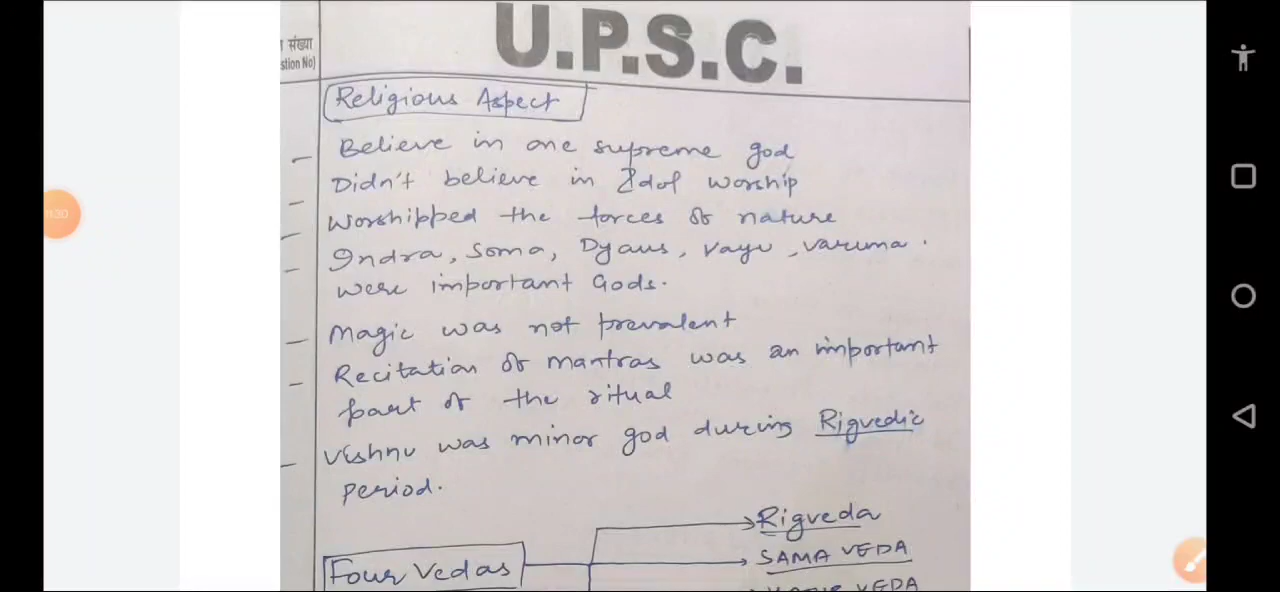 U.P.S.C.
संख्या
stion No)
Religious Aspect
Believe in one supreme god
Didn't believe in Idol worship
Worshipped the forces of nature
Indra, Soma, Dyaus, Vayu, Varuna.
were important Gods.
Magic was not prevalent
Recitation of mantras was an important
part of the ritual
Vishnu was minor god during Rigvedic
period.
Rigveda
Four Vedas
SAMA VEDA
VEDA